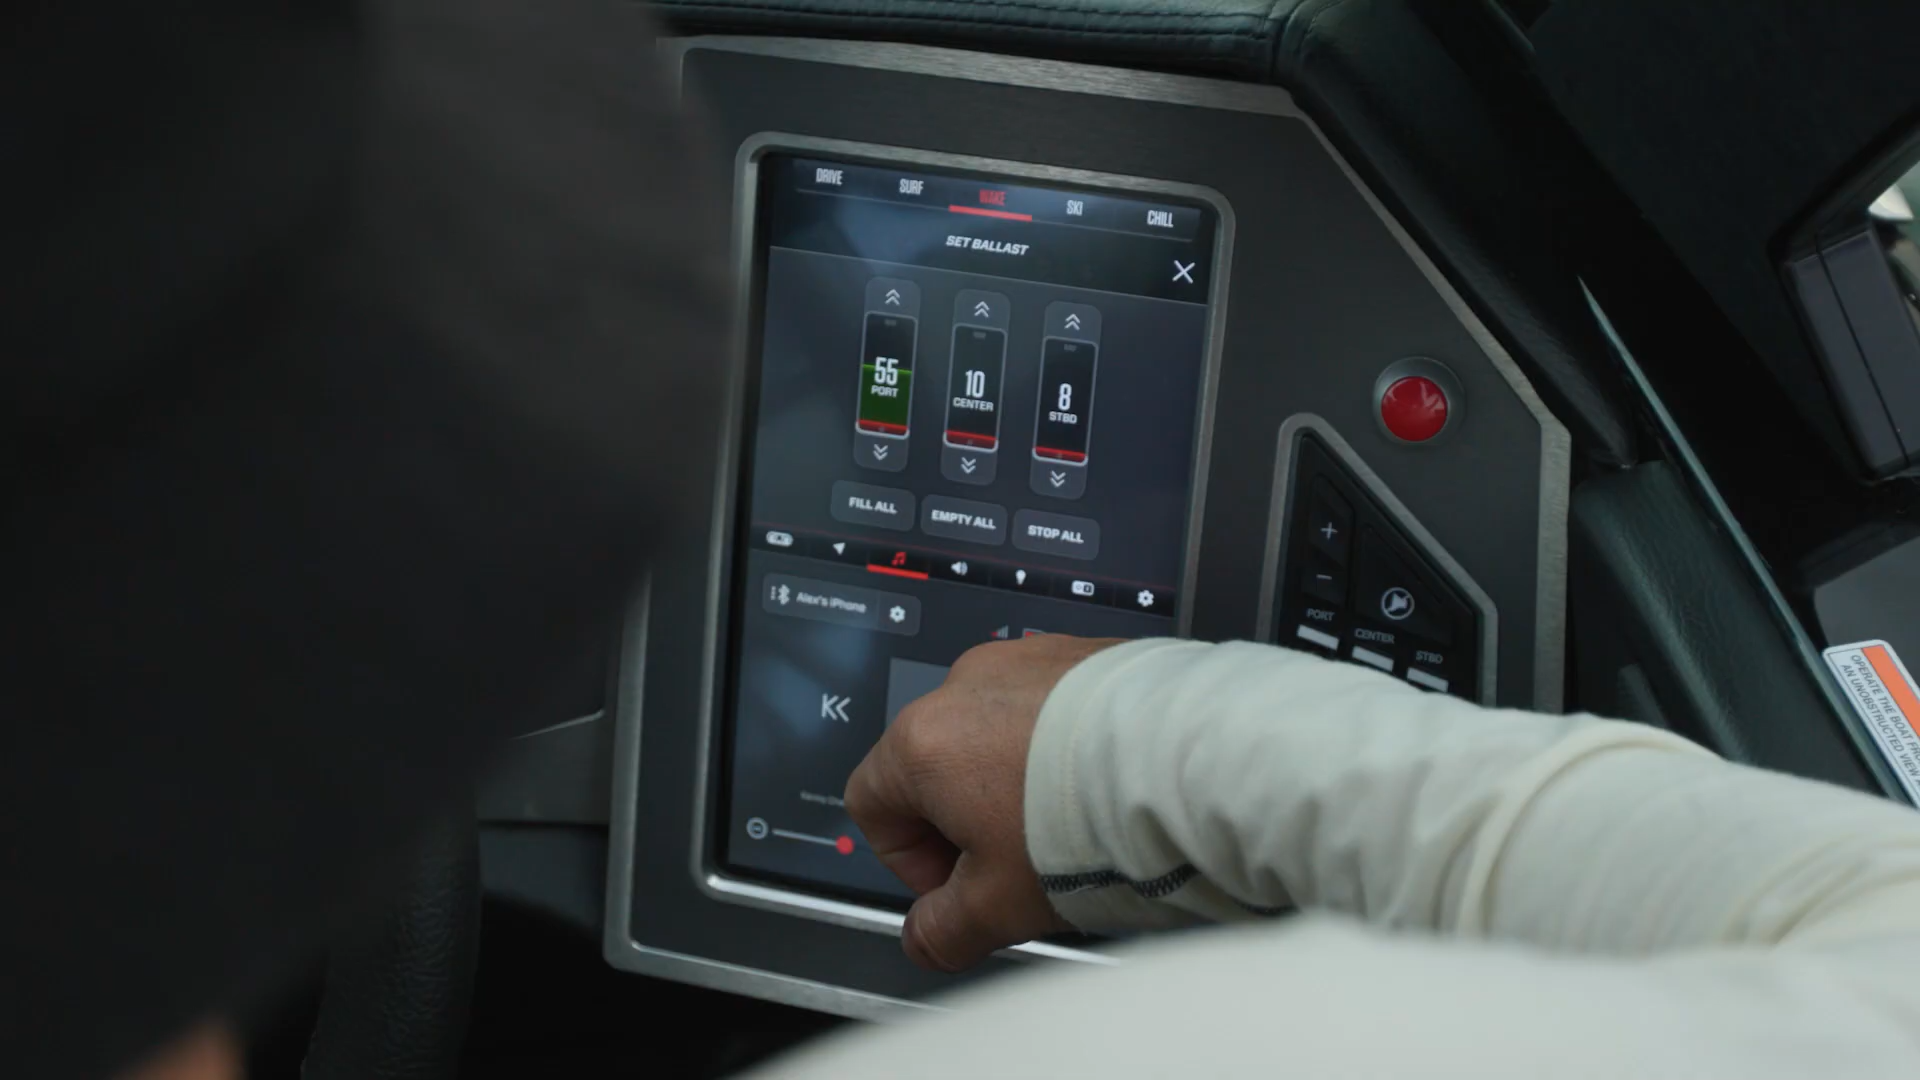 DRIVE SURF WAKE SKI CHILL
SET BALLAST
55
PORT
10
CENTER
8
STBD
FILL ALL
EMPTY ALL
STOP ALL
Alex's iPhone
PORT
CENTER
STBD
OPERATE THE BOAT
AN UNOBSTRUCTED VIEW